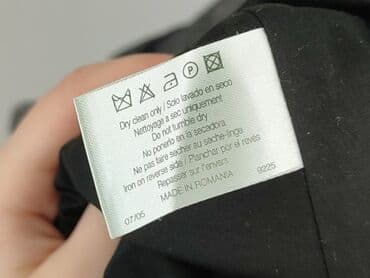 P
Dry clean only / Solo lavado en seco
Nettoyage a sec uniquement!
Do not tumble dry
No ponerlo en la secadora
Ne pas faire sécher au sache-linge
Iron on reverse side / Planchar por el revés
Repasser sur l'envers
MADE IN ROMANIA
07/05
9225